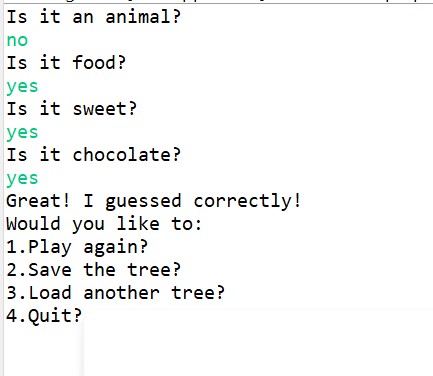 Is it an animal?
no
Is it food?
yes
Is it sweet?
yes
Is it chocolate?
yes
Great! I guessed correctly!
Would you like to:
1.Play again?
2.Save the tree?
3.Load another tree?
4.Quit?